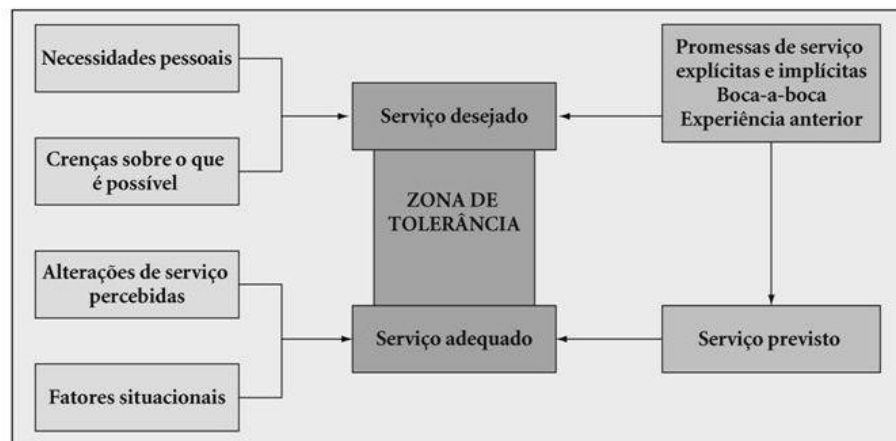 Necessidades pessoais
Crenças sobre o que
é possível
Alterações de serviço
percebidas
Fatores situacionais
Serviço desejado
ZONA DE
TOLERÂNCIA
Serviço adequado
Promessas de serviço
explícitas e implícitas
Boca-a-boca
Experiência anterior
Serviço previsto